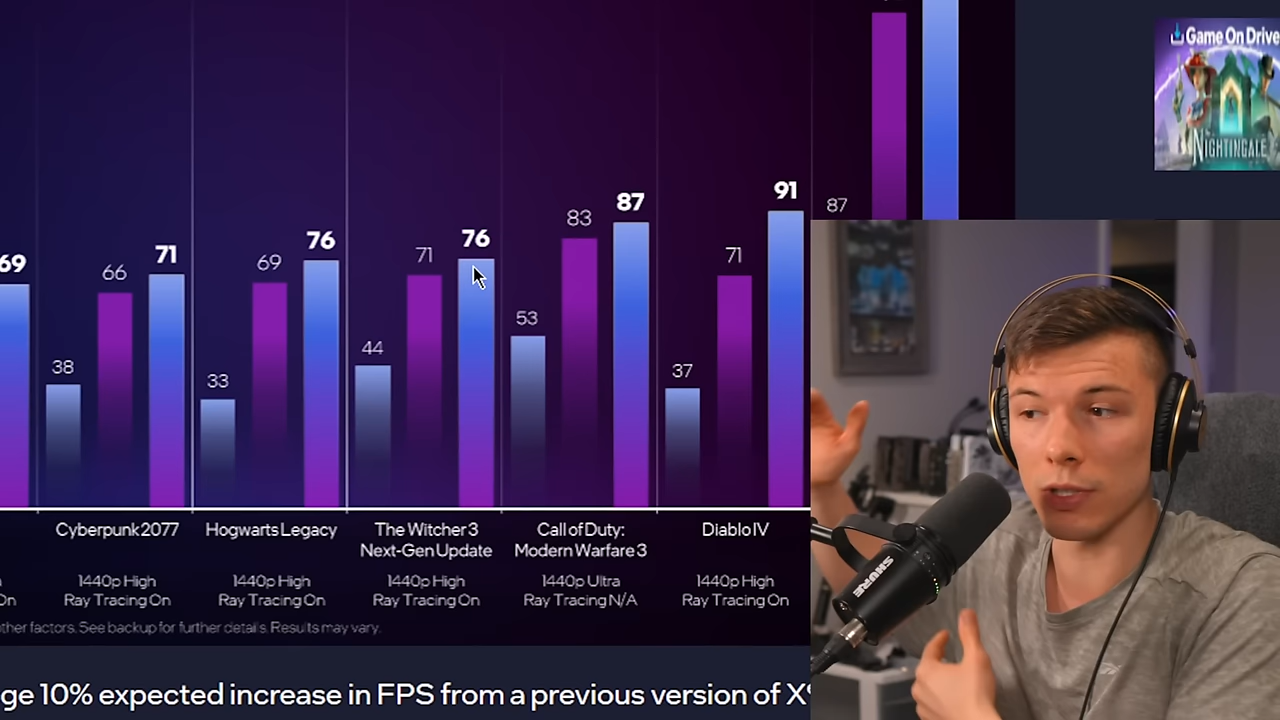 Game On Drive
NIGHTINGALE
87
69
38
66
71
33
69
76
44
71
76
53
83
87
37
71
91
Cyberpunk 2077
Hogwarts Legacy
The Witcher 3
Next-Gen Update
Call of Duty:
Modern Warfare 3
Diablo IV
On
1440p High
Ray Tracing On
1440p High
Ray Tracing On
1440p High
Ray Tracing On
1440p Ultra
Ray Tracing N/A
1440p High
Ray Tracing On
ther factors. See backup for further details. Results may vary.
ge 10% expected increase in FPS from a previous version of X
SHURE